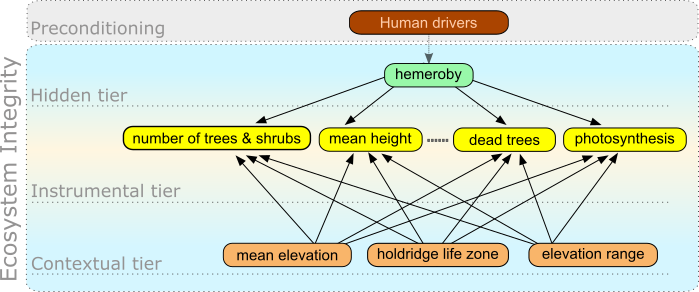 Ecosystem Integrity
Preconditioning
Human drivers
hemeroby
Hidden tier
number of trees & shrubs
mean height
dead trees
photosynthesis
Instrumental tier
mean elevation
holdridge life zone
elevation range
Contextual tier